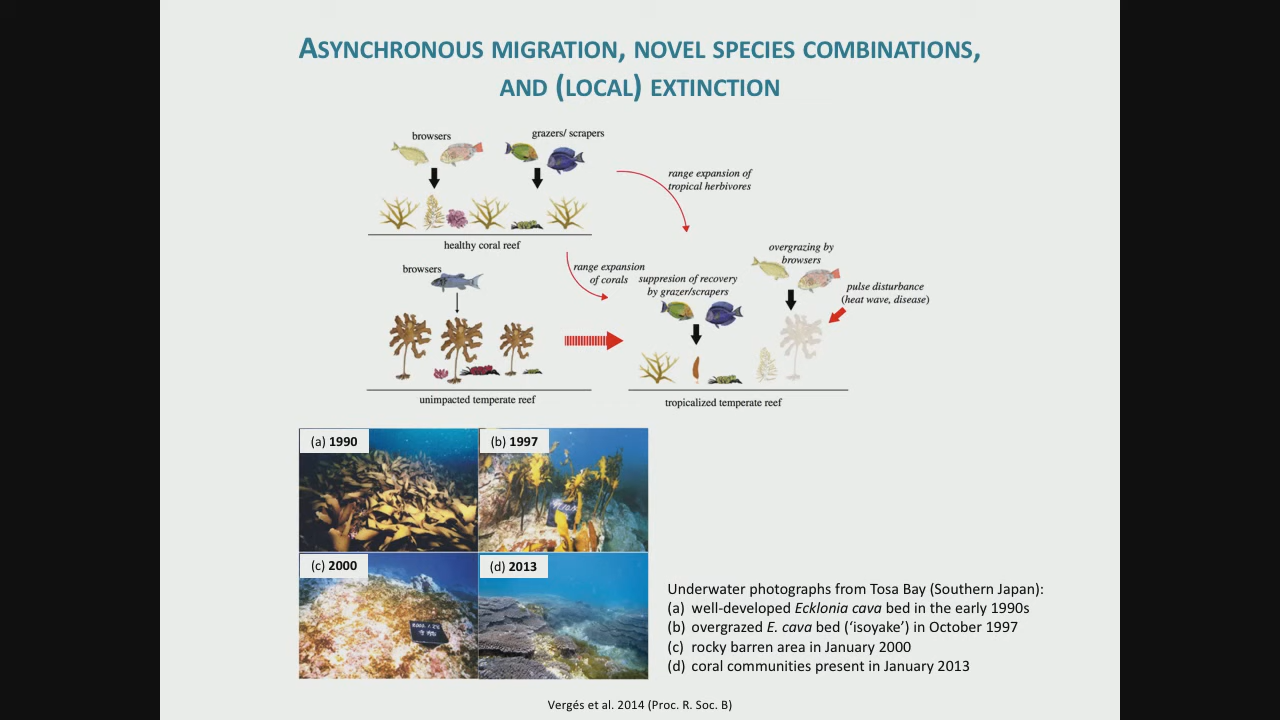 ASYNCHRONOUS MIGRATION, NOVEL SPECIES COMBINATIONS,
AND (LOCAL) EXTINCTION
browsers
grazers/ scrapers
range expansion of
tropical herbivores
healthy coral reef
browsers
range expansion
of corals
suppresion of recovery
by grazer/scrapers
overgrazing by
browsers
pulse disturbance
(heat wave, disease)
unimpacted temperate reef
tropicalized temperate reef
(a) 1990
(b) 1997
(c) 2000
(d) 2013
Underwater photographs from Tosa Bay (Southern Japan):
(a) well-developed Ecklonia cava bed in the early 1990s
(b) overgrazed E. cava bed (‘isoyake’) in October 1997
(c) rocky barren area in January 2000
(d) coral communities present in January 2013
Vergés et al. 2014 (Proc. R. Soc. B)